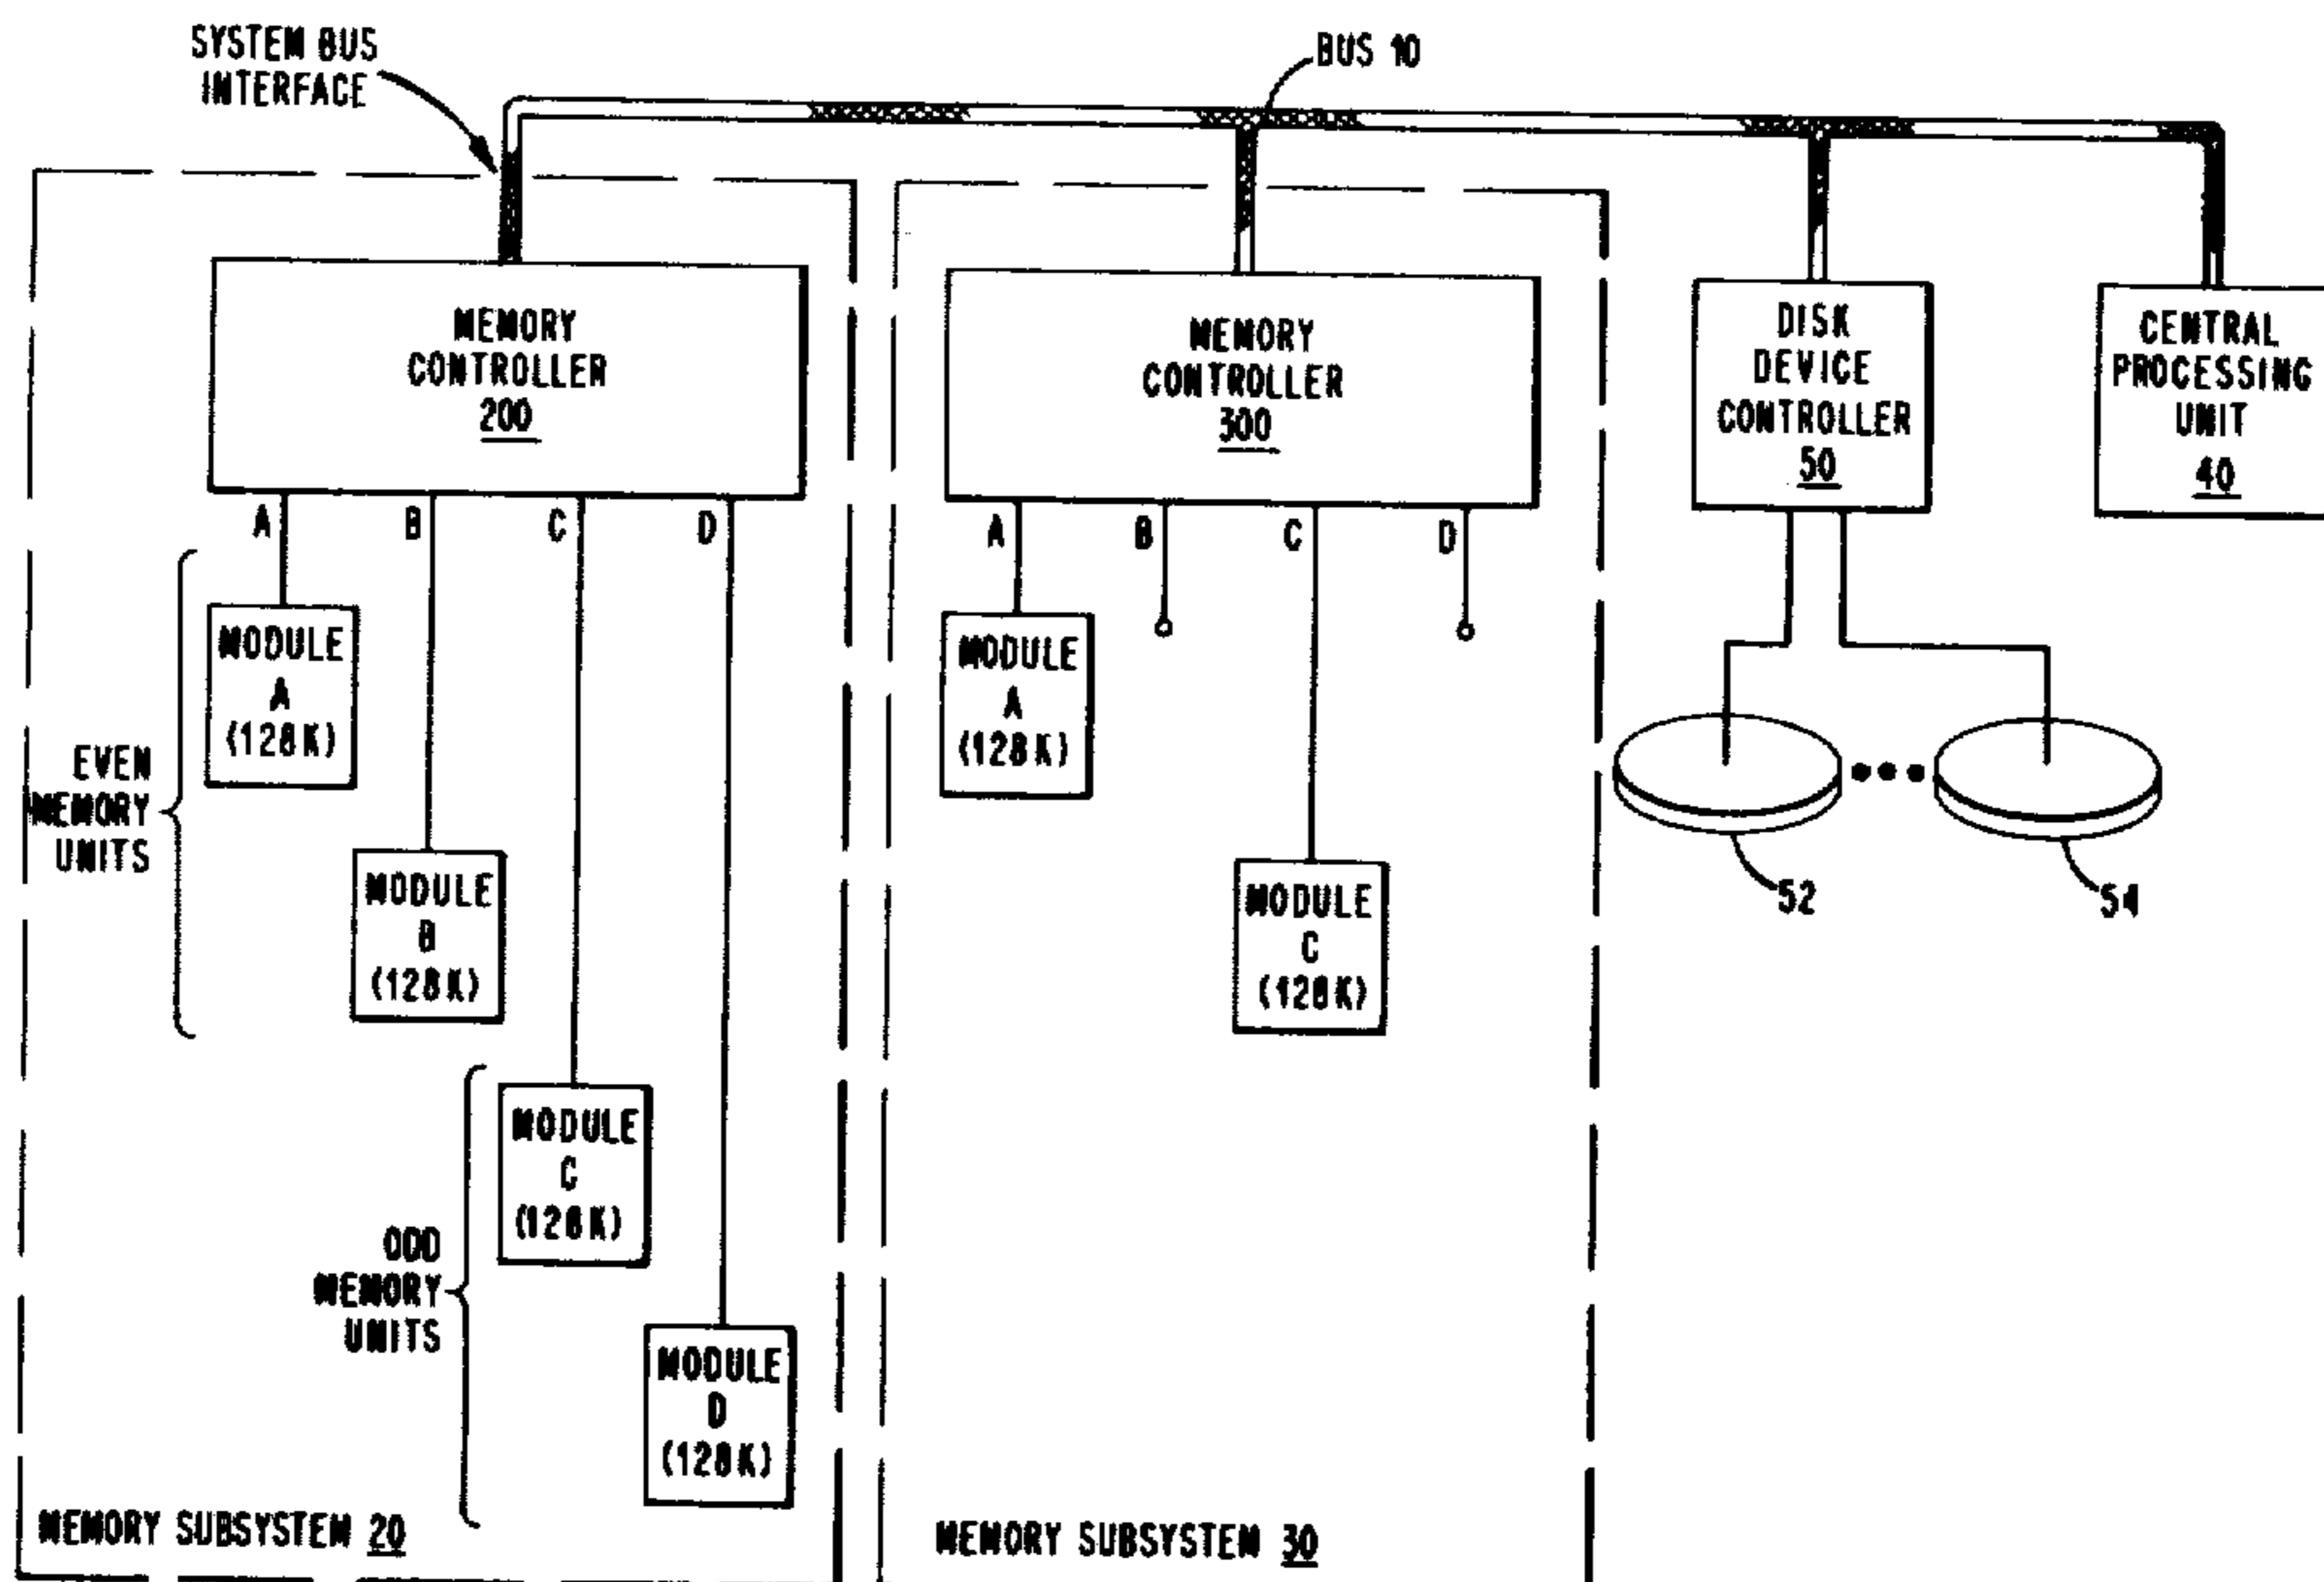 SYSTEM BUS
INTERFACE
BUS 10
MEMORY
CONTROLLER
200
A
B
C
D
MEMORY
CONTROLLER
300
A
B
C
D
DISK
DEVICE
CONTROLLER
50
CENTRAL
PROCESSING
UNIT
40
EVEN
MEMORY
UNITS
MODULE
A
(128K)
MODULE
B
(128K)
ODD
MEMORY
UNITS
MODULE
C
(128K)
MODULE
D
(128K)
MODULE
A
(128K)
MODULE
C
(128K)
52
54
MEMORY SUBSYSTEM 20
MEMORY SUBSYSTEM 30